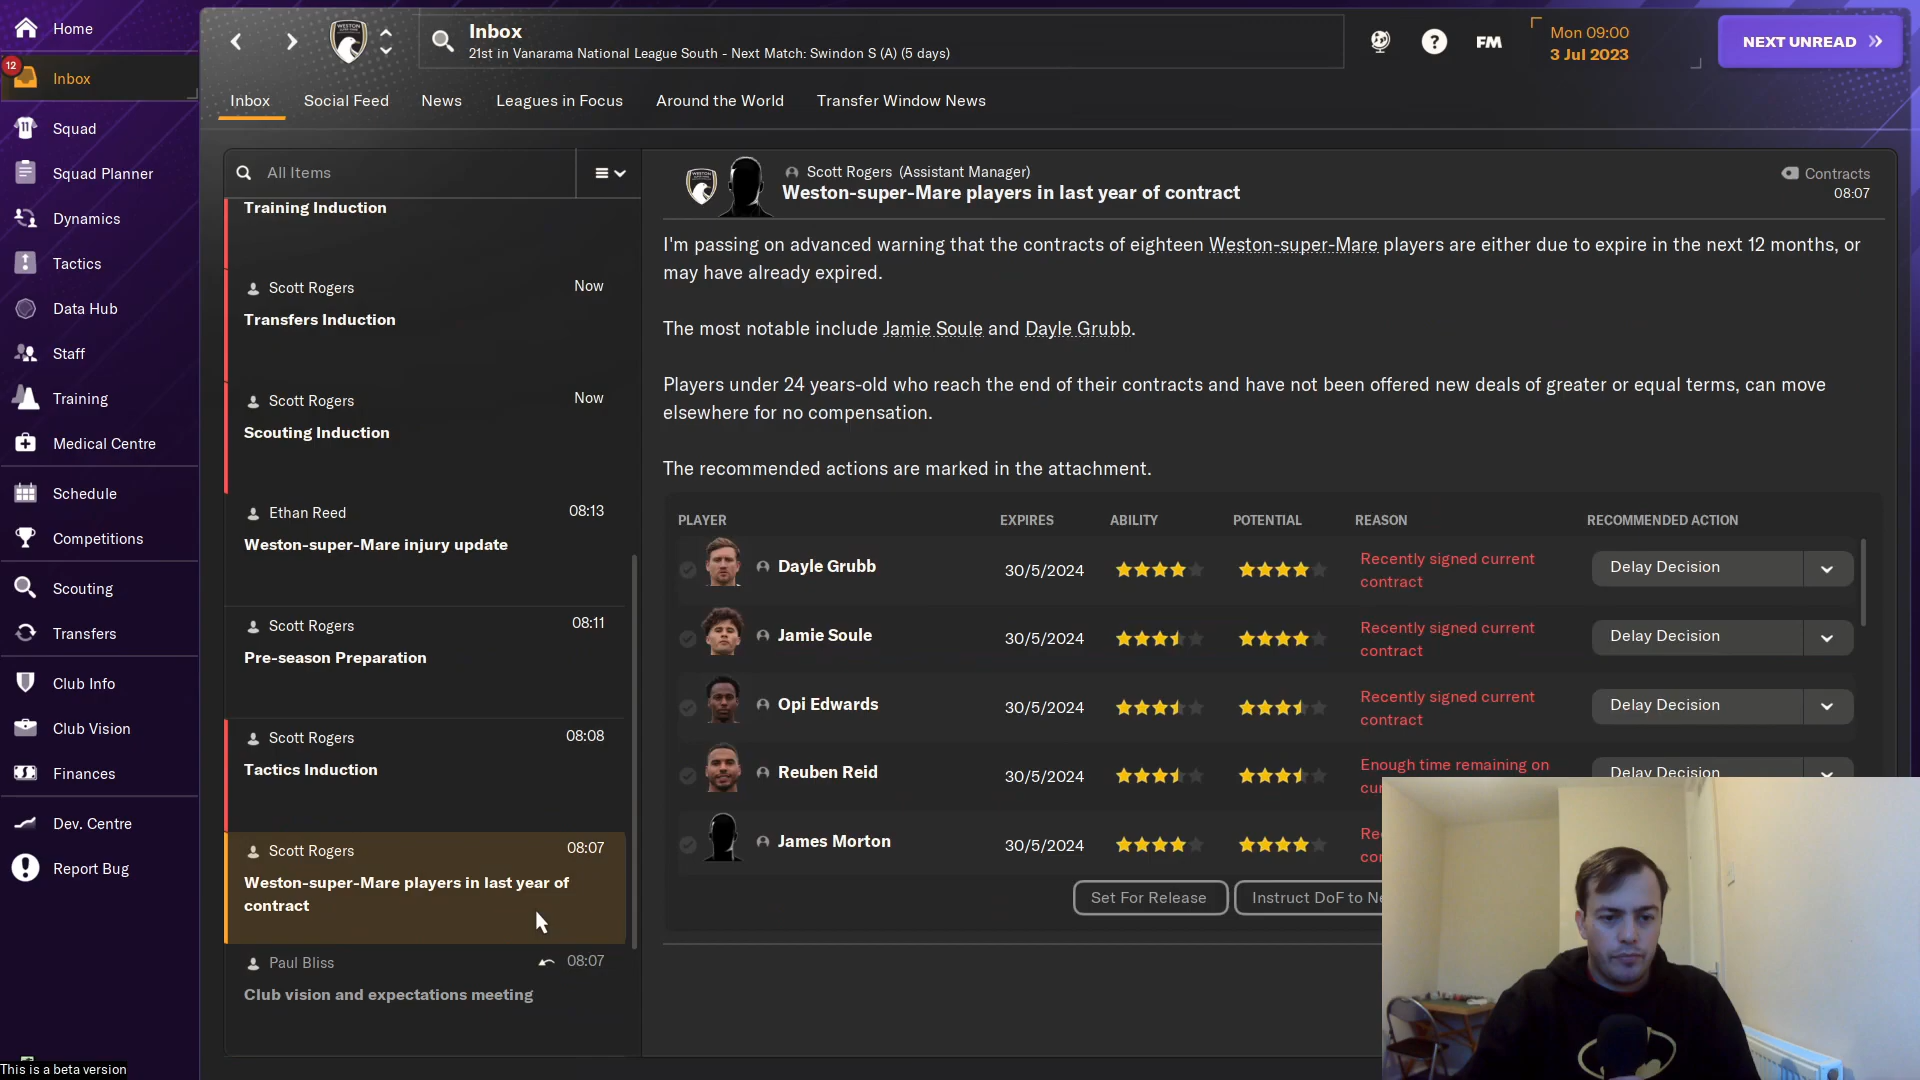 Home
12
Inbox
Squad
Squad Planner
Dynamics
Tactics
Data Hub
Staff
Training
Medical Centre
Schedule
Competitions
Scouting
Transfers
Club Info
Club Vision
Finances
Dev. Centre
Report Bug
This is a beta version
WESTON
Inbox
21st in Vanarama National League South - Next Match: Swindon S (A) (5 days)
?
FM
Mon 09:00
3 Jul 2023
NEXT UNREAD
Inbox
Social Feed
News
Leagues in Focus
Around the World
Transfer Window News
All Items
Training Induction
Scott Rogers
Now
Transfers Induction
Scott Rogers
Now
Scouting Induction
Ethan Reed
08:13
Weston-super-Mare injury update
Scott Rogers
08:11
Pre-season Preparation
Scott Rogers
08:08
Tactics Induction
Scott Rogers
08:07
Weston-super-Mare players in last year of
contract
Paul Bliss
08:07
Club vision and expectations meeting
WESTON
Scott Rogers (Assistant Manager)
Weston-super-Mare players in last year of contract
Contracts
08:07
I'm passing on advanced warning that the contracts of eighteen Weston-super-Mare players are either due to expire in the next 12 months, or
may have already expired.
The most notable include Jamie Soule and Dayle Grubb.
Players under 24 years-old who reach the end of their contracts and have not been offered new deals of greater or equal terms, can move
elsewhere for no compensation.
The recommended actions are marked in the attachment.
PLAYER EXPIRES ABILITY POTENTIAL REASON RECOMMENDED ACTION
Dayle Grubb 30/5/2024 Recently signed current
contract
Delay Decision
Jamie Soule 30/5/2024 Recently signed current
contract
Delay Decision
Opi Edwards 30/5/2024 Recently signed current
contract
Delay Decision
Reuben Reid 30/5/2024 Enough time remaining on
Delay Decision
James Morton 30/5/2024
Set For Release
Instruct DoF to